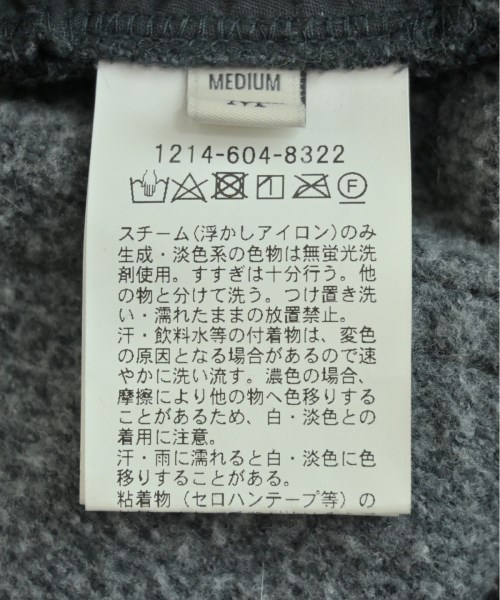 MEDIUM
1214-604-8322
F
スチーム(浮かしアイロン)のみ
生成・淡色系の色物は無蛍光洗
剤使用。すすぎは十分行う。他
の物と分けて洗う。つけ置き洗
い・濡れたままの放置禁止。
汗・飲料水等の付着物は、変色
の原因となる場合があるので速
やかに洗い流す。濃色の場合、
摩擦により他の物へ色移りする
ことがあるため、白・淡色との
着用に注意。
汗・雨に濡れると白・淡色に色
移りすることがある。
粘着物（セロハンテープ等）の